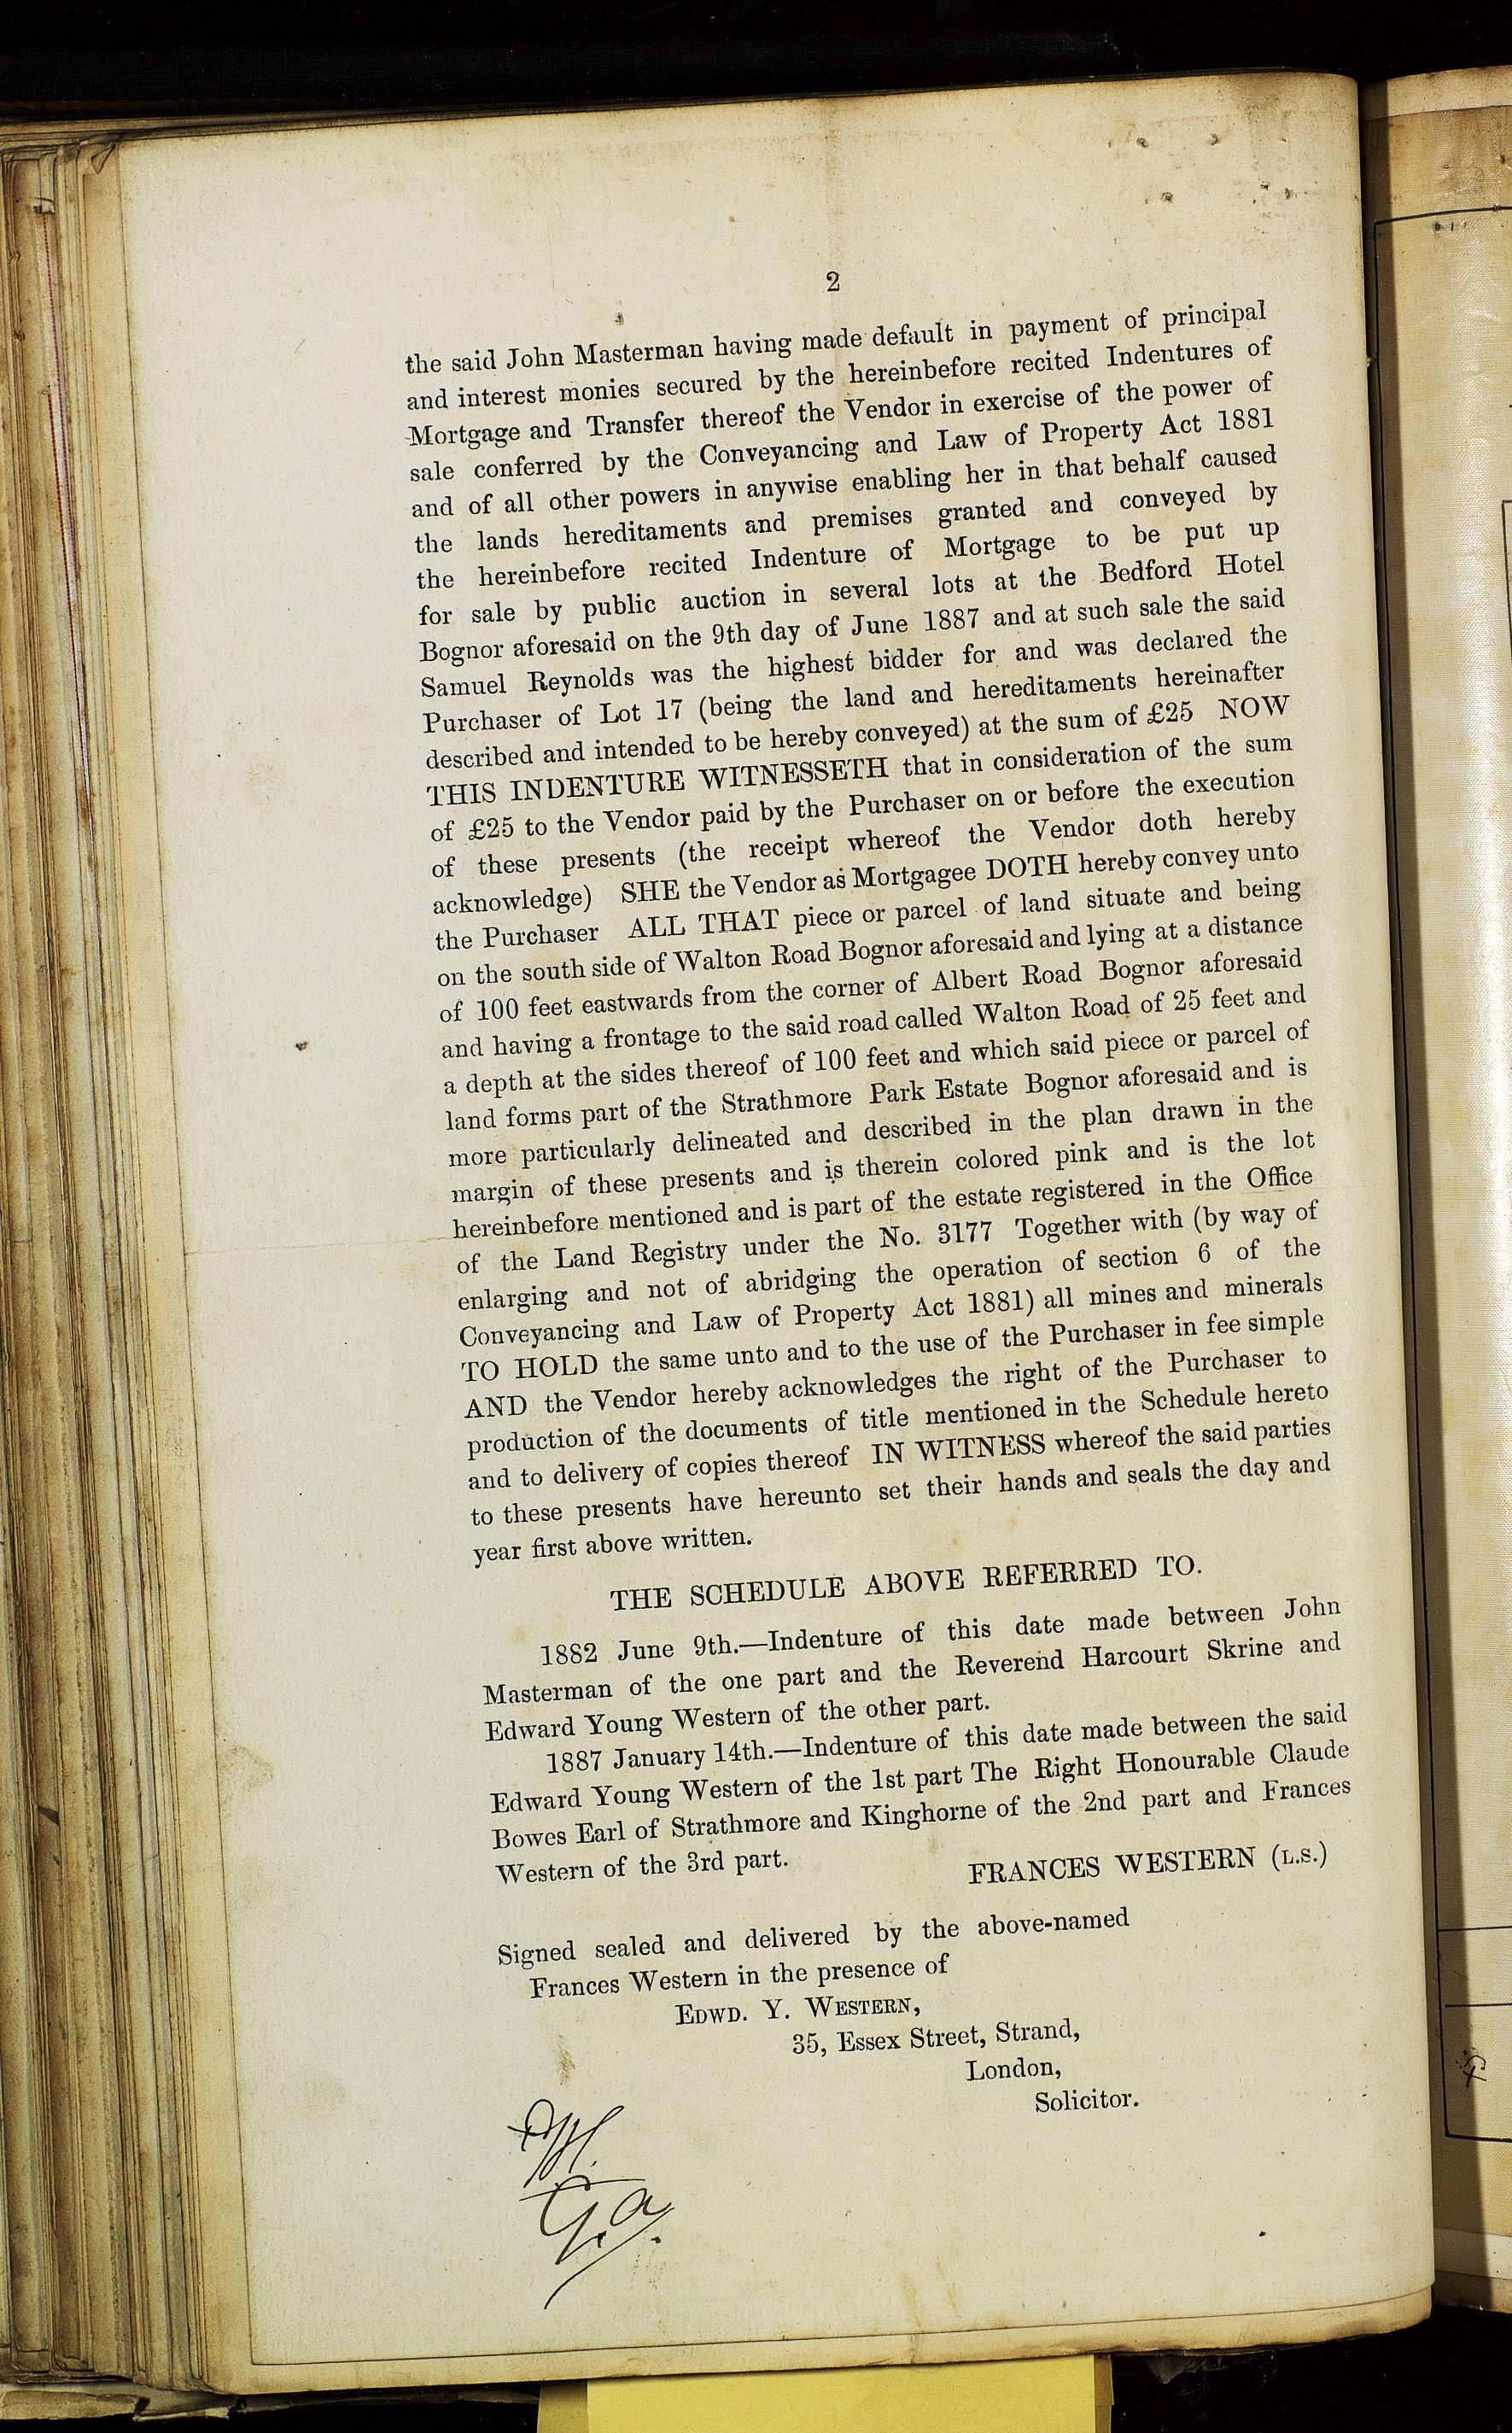 2
the said John Masterman having made default in payment of principal
and interest monies secured by the hereinbefore recited Indentures of
Mortgage and Transfer thereof the Vendor in exercise of the power of
sale conferred by the Conveyancing and Law of Property Act 1881
and of all other powers in anywise enabling her in that behalf caused
the lands hereditaments and premises granted and conveyed by
the hereinbefore recited Indenture of Mortgage to be put up
for sale by public auction in several lots at the Bedford Hotel
Bognor aforesaid on the 9th day of June 1887 and at such sale the said
Samuel Reynolds was the highest bidder for and was declared the
Purchaser of Lot 17 (being the land and hereditaments hereinafter
described and intended to be hereby conveyed) at the sum of £25 NOW
THIS INDENTURE WITNESSETH that in consideration of the sum
of £25 to the Vendor paid by the Purchaser on or before the execution
of these presents (the receipt whereof the Vendor doth hereby
acknowledge) SHE the Vendor as Mortgagee DOTH hereby convey unto
the Purchaser ALL THAT piece or parcel of land situate and being
on the south side of Walton Road Bognor aforesaid and lying at a distance
of 100 feet eastwards from the corner of Albert Road Bognor aforesaid
and having a frontage to the said road called Walton Road of 25 feet and
a depth at the sides thereof of 100 feet and which said piece or parcel of
land forms part of the Strathmore Park Estate Bognor aforesaid and is
more particularly delineated and described in the plan drawn in the
margin of these presents and is therein colored pink and is the lot
hereinbefore mentioned and is part of the estate registered in the Office
of the Land Registry under the No. 3177 Together with (by way of
enlarging and not of abridging the operation of section 6 of the
Conveyancing and Law of Property Act 1881) all mines and minerals
TO HOLD the same unto and to the use of the Purchaser in fee simple
AND the Vendor hereby acknowledges the right of the Purchaser to
production of the documents of title mentioned in the Schedule hereto
and to delivery of copies thereof IN WITNESS whereof the said parties
to these presents have hereunto set their hands and seals the day and
year first above written.
THE SCHEDULE ABOVE REFERRED TO.
1882 June 9th.—Indenture of this date made between John
Masterman of the one part and the Reverend Harcourt Skrine and
Edward Young Western of the other part.
1887 January 14th.—Indenture of this date made between the said
Edward Young Western of the 1st part The Right Honourable Claude
Bowes Earl of Strathmore and Kinghorne of the 2nd part and Frances
Western of the 3rd part.
FRANCES WESTERN (L.S.)
Signed sealed and delivered by the above-named
Frances Western in the presence of
EDWD. Y. WESTERN,
35, Essex Street, Strand,
London,
Solicitor.